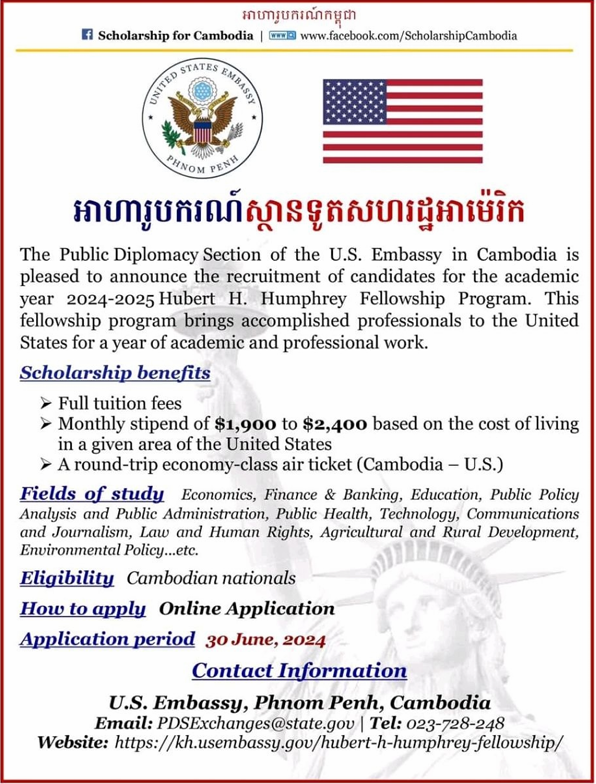 អាហារូបករណ៍កម្ពុជា
Scholarship for Cambodia | www.facebook.com/ScholarshipCambodia
UNITED STATES EMBASSY
PHNOM PENH
អាហារូបករណ៍ស្ថានទូតសហរដ្ឋអាម៉េរិក
The Public Diplomacy Section of the U.S. Embassy in Cambodia is
pleased to announce the recruitment of candidates for the academic
year 2024-2025 Hubert H. Humphrey Fellowship Program. This
fellowship program brings accomplished professionals to the United
States for a year of academic and professional work.
Scholarship benefits
➤ Full tuition fees
➤ Monthly stipend of $1,900 to $2,400 based on the cost of living
in a given area of the United States
➤ A round-trip economy-class air ticket (Cambodia – U.S.)
Fields of study Economics, Finance & Banking, Education, Public Policy
Analysis and Public Administration, Public Health, Technology, Communications
and Journalism, Law and Human Rights, Agricultural and Rural Development,
Environmental Policy...etc.
Eligibility Cambodian nationals
How to apply Online Application
Application period 30 June, 2024
Contact Information
U.S. Embassy, Phnom Penh, Cambodia
Email: PDSExchanges@state.gov | Tel: 023-728-248
Website: https://kh.usembassy.gov/hubert-h-humphrey-fellowship/